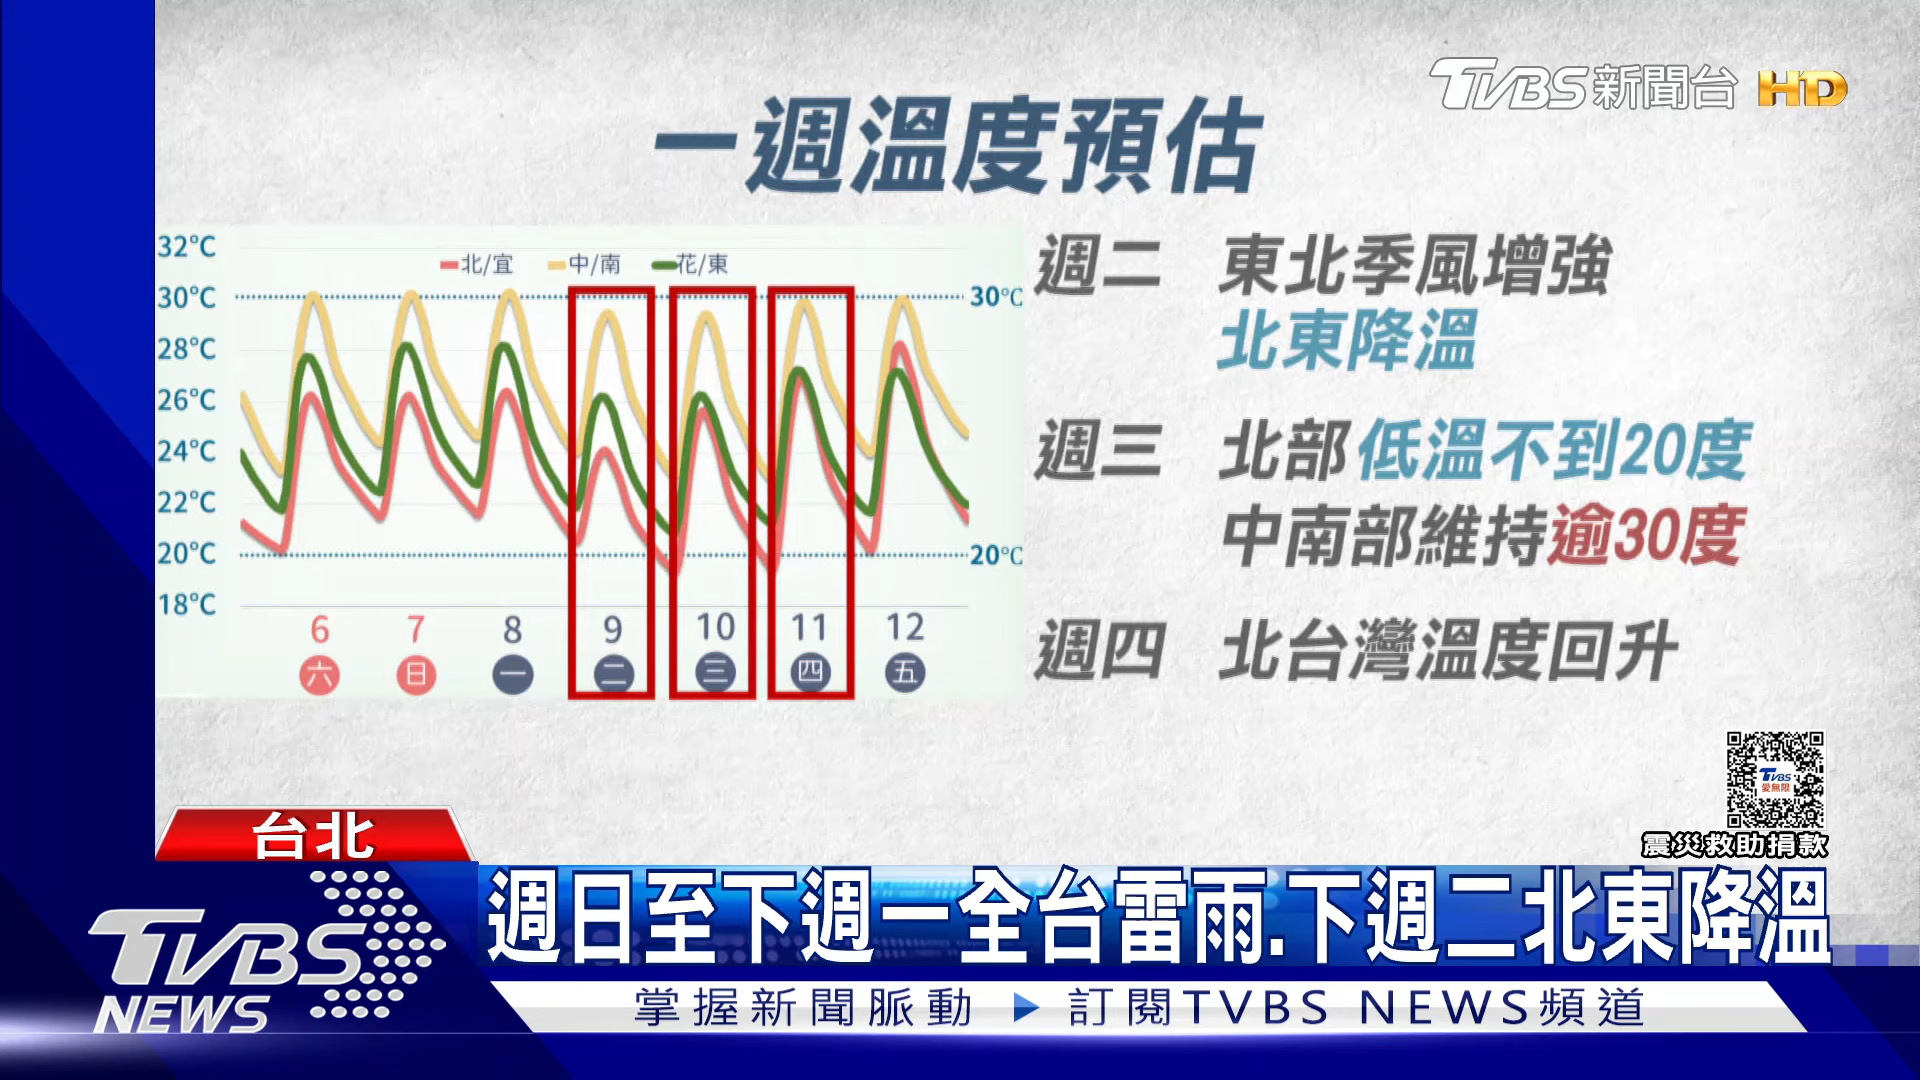 TVBS新聞台 HD
一週溫度預估
32°C
北/宜 中/南 花/東
30°C
30°C
28°C
26°C
24°C
22°C
20°C
20°C
18°C
6 7 8 9 10 11 12
六 日 一 二 三 四 五
週二 東北季風增強
北東降溫
週三 北部低溫不到20度
中南部維持逾30度
週四 北台灣溫度回升
TVBS
愛無限
震災救助捐款
台北
週日至下週一全台雷雨.下週二北東降溫
TVBS
NEWS
掌握新聞脈動 ▶ 訂閱TVBS NEWS頻道